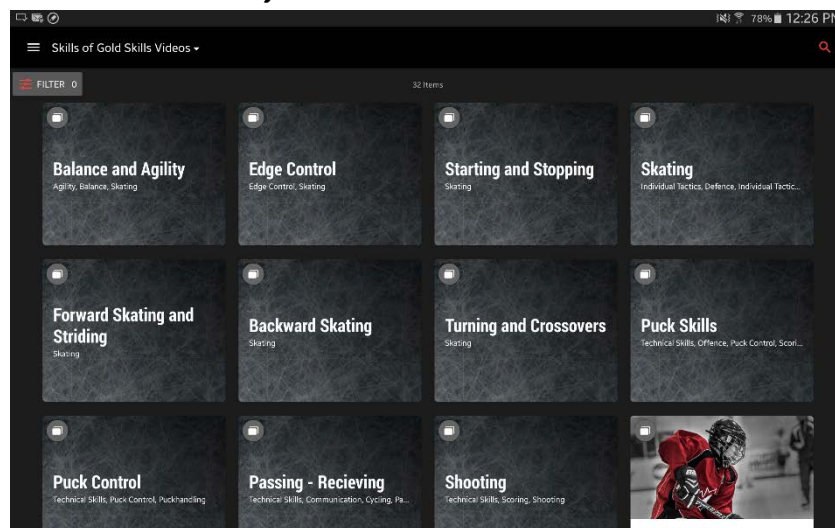 78% 12:26 PM
Skills of Gold Skills Videos
FILTER 0
32 Items
Balance and Agility
Agility, Balance, Skating
Edge Control
Edge Control, Skating
Starting and Stopping
Skating
Skating
Individual Tactics, Defence, Individual Tactic...
Forward Skating and
Striding
Skating
Backward Skating
Skating
Turning and Crossovers
Skating
Puck Skills
Technical Skills, Offence, Puck Control, Scori...
Puck Control
Technical Skills, Puck Control, Puckhandling
Passing - Recieving
Technical Skills, Communication, Cycling, Pa...
Shooting
Technical Skills, Scoring, Shooting